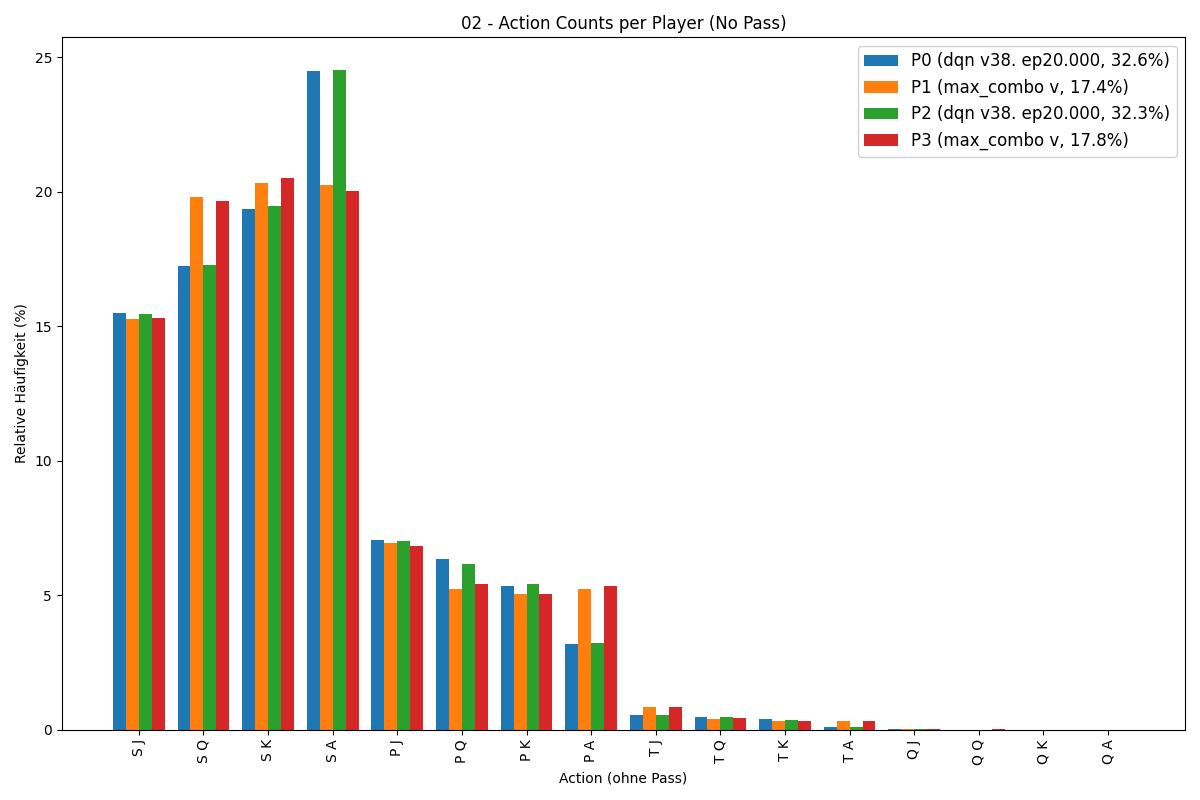 02 - Action Counts per Player (No Pass)
P0 (dqn v38. ep20.000, 32.6%)
P1 (max_combo v, 17.4%)
P2 (dqn v38. ep20.000, 32.3%)
P3 (max_combo v, 17.8%)
Relative Häufigkeit (%)
25
20
15
10
5
0
S J
S Q
S K
S A
P J
P Q
P K
P A
T J
T Q
T K
T A
Q J
Q Q
Q K
Q A
Action (ohne Pass)